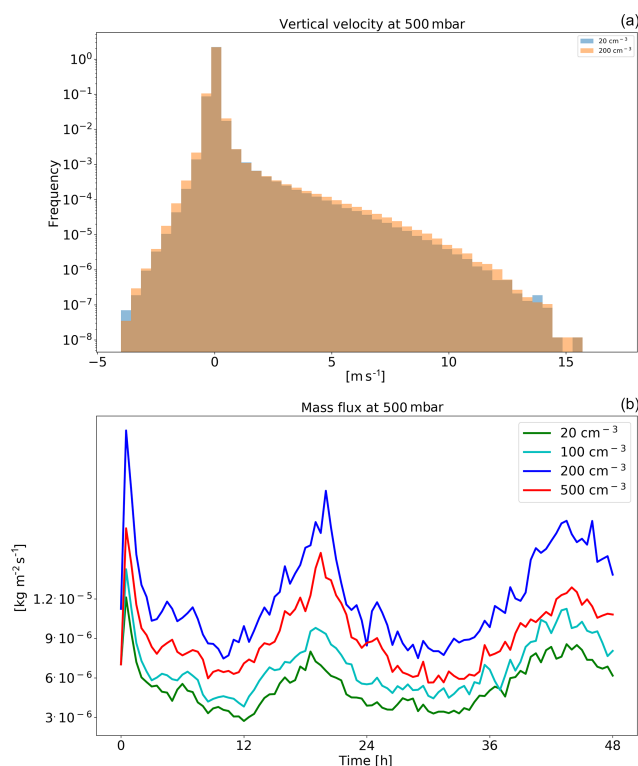 (a)
Vertical velocity at 500 mbar
20 cm⁻³
200 cm⁻³
Frequency
10⁰
10⁻¹
10⁻²
10⁻³
10⁻⁴
10⁻⁵
10⁻⁶
10⁻⁷
10⁻⁸
−5 0 5 10 15
[m s⁻¹]
(b)
Mass flux at 500 mbar
20 cm⁻³
100 cm⁻³
200 cm⁻³
500 cm⁻³
[kg m⁻² s⁻¹]
1.2·10⁻⁵
9·10⁻⁶
6·10⁻⁶
3·10⁻⁶
0 12 24 36 48
Time [h]